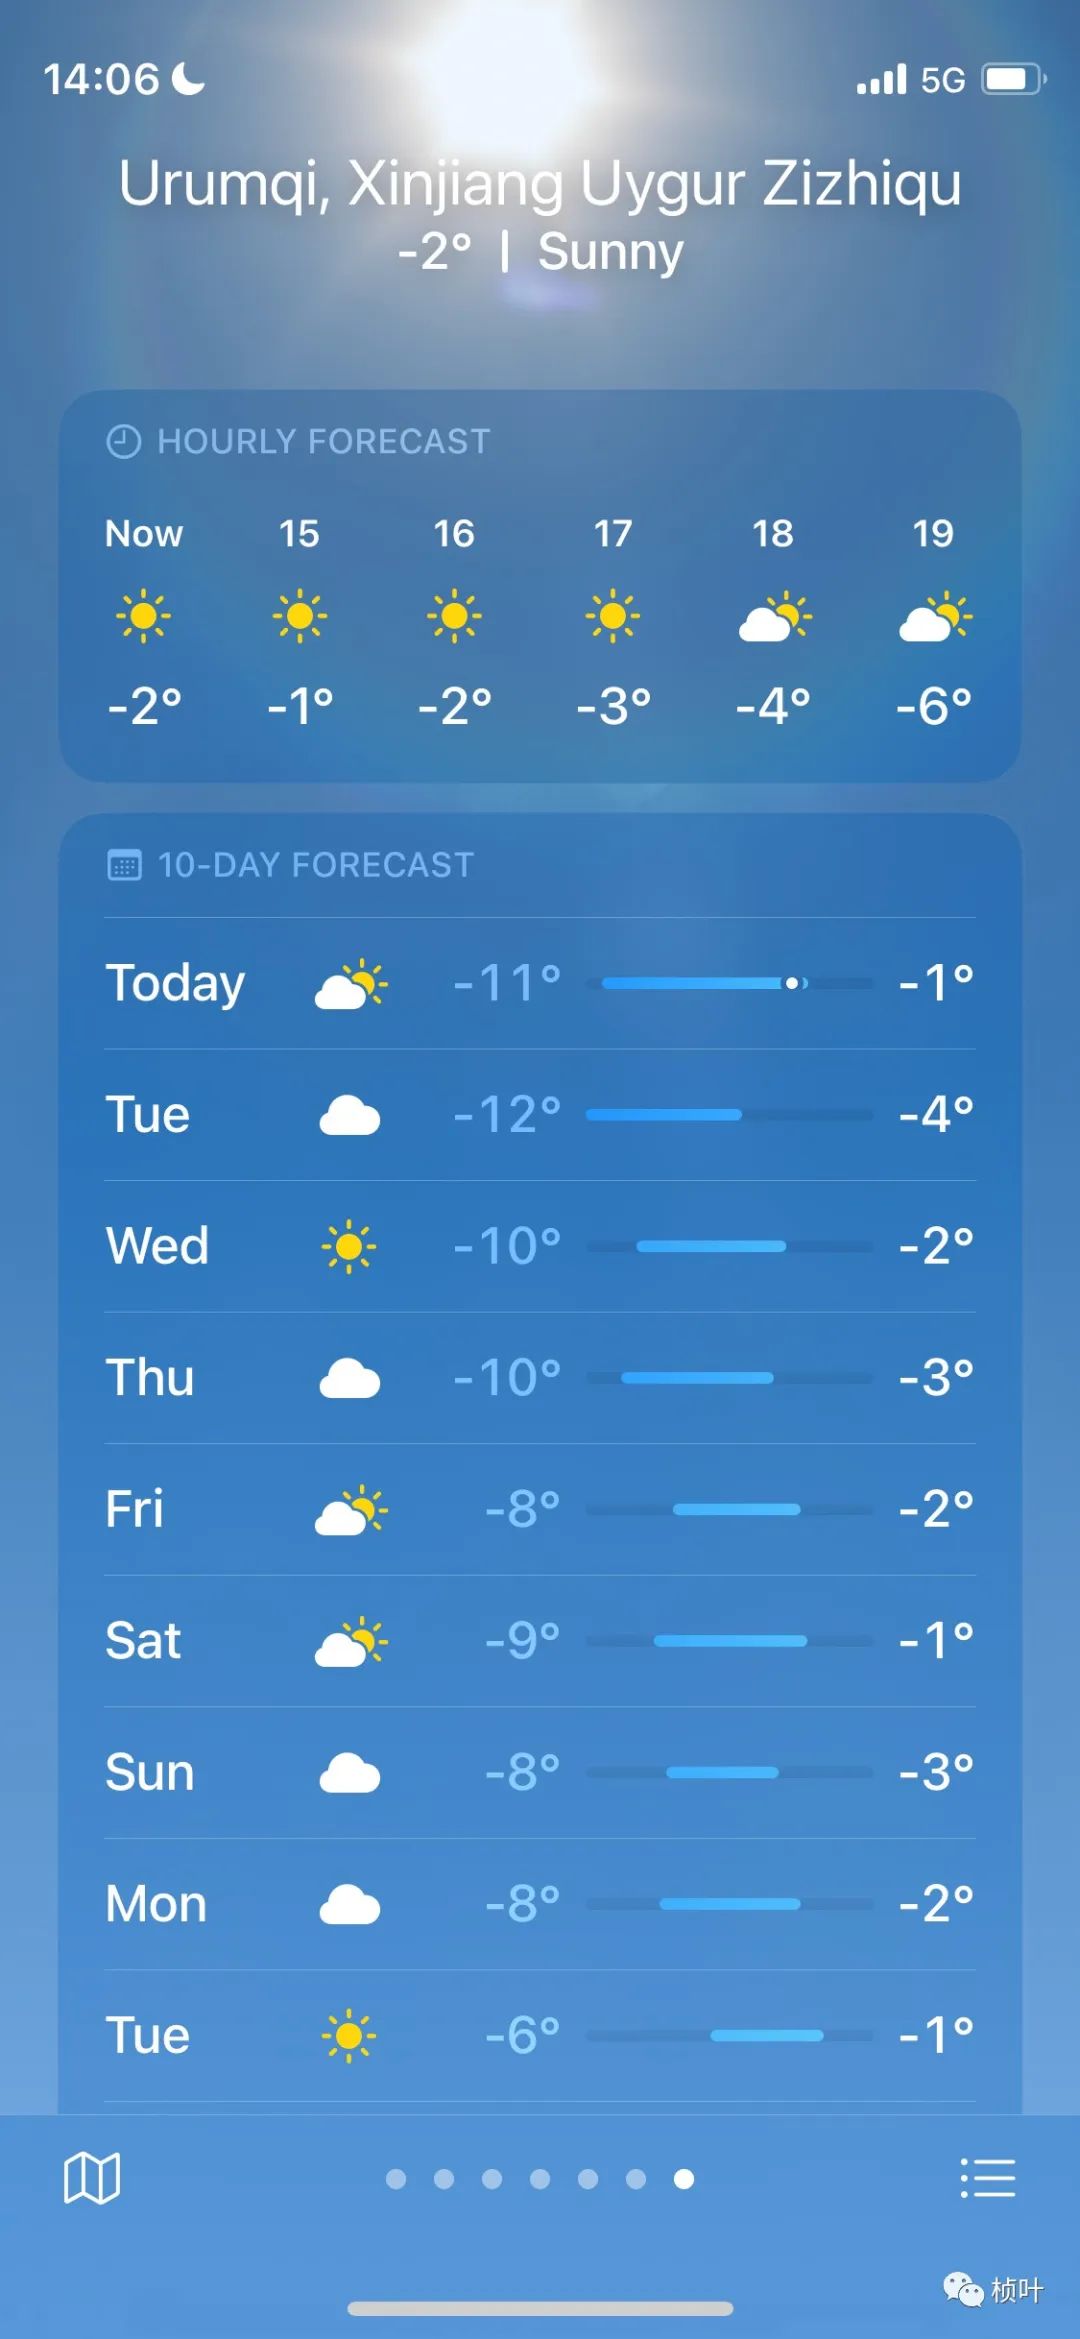 14:06 5G
Urumqi, Xinjiang Uygur Zizhiqu
-2° | Sunny
HOURLY FORECAST
Now 15 16 17 18 19
-2° -1° -2° -3° -4° -6°
10-DAY FORECAST
Today -11° -1°
Tue -12° -4°
Wed -10° -2°
Thu -10° -3°
Fri -8° -2°
Sat -9° -1°
Sun -8° -3°
Mon -8° -2°
Tue -6° -1°
桢叶